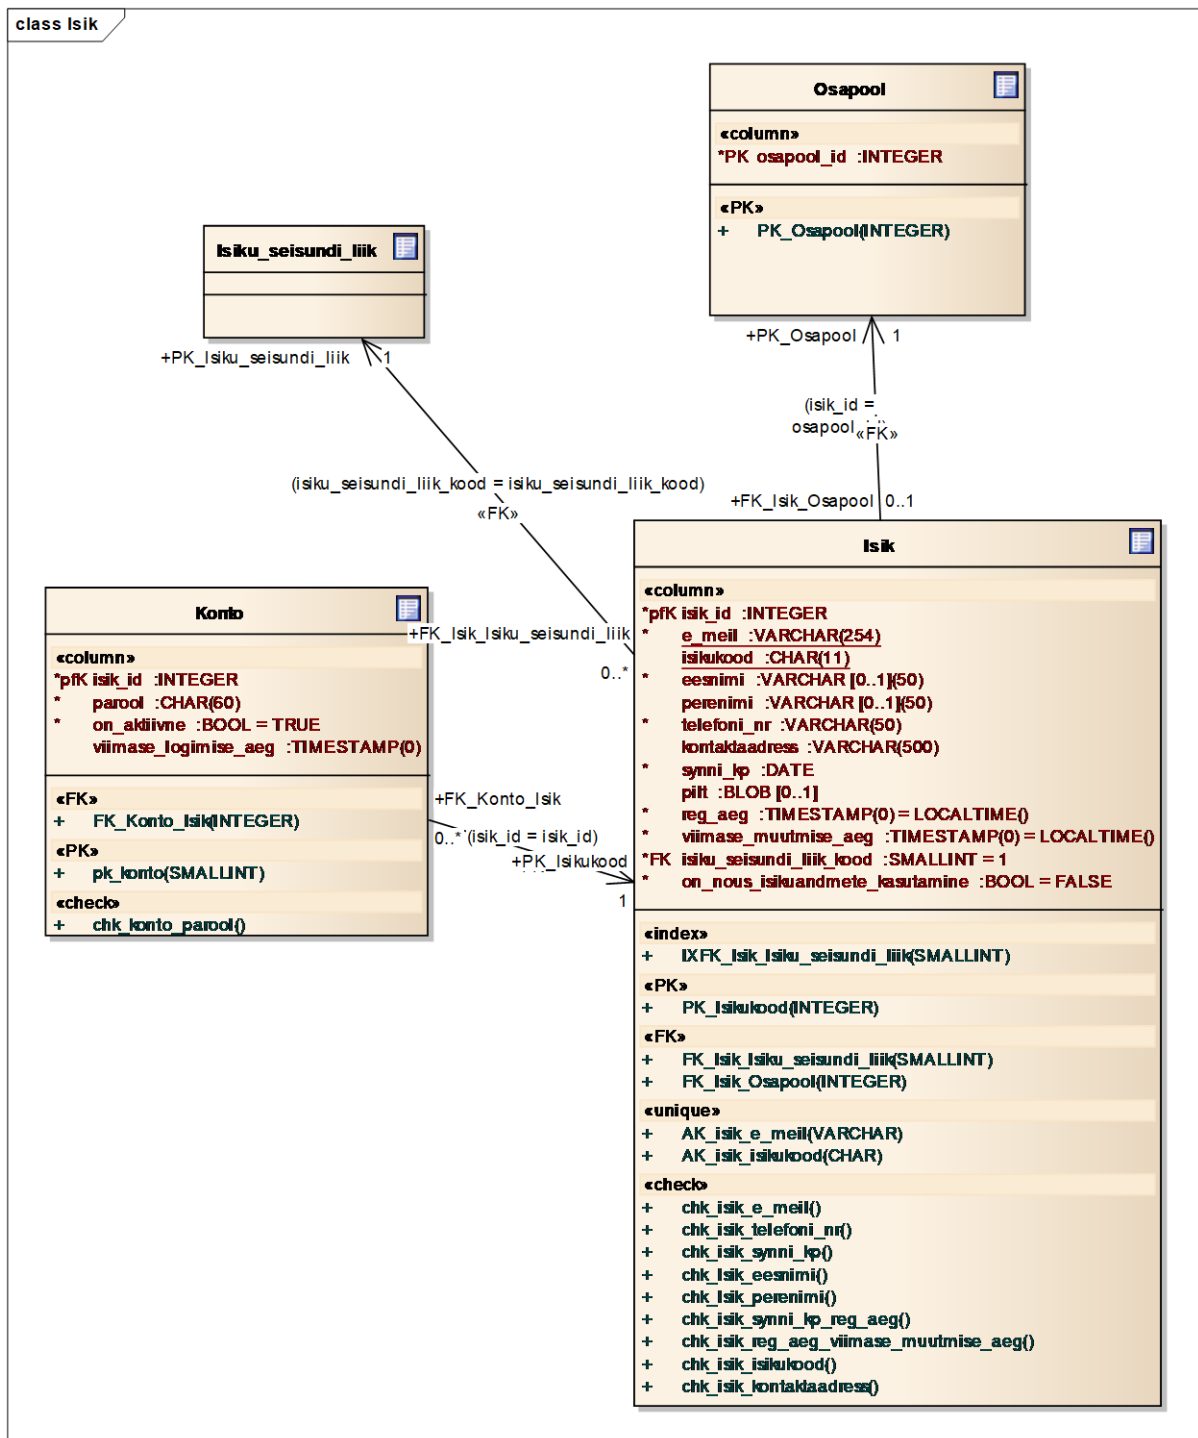 class Isik
Osapool
«column»
*PK osapool_id :INTEGER
«PK»
+ PK_Osapool(INTEGER)
Isiku_seisundi_liik
+PK_Isiku_seisundi_liik 1
+PK_Osapool 1
(isik_id =
osapool
«FK»
(isiku_seisundi_liik_kood = isiku_seisundi_liik_kood)
«FK»
+FK_Isik_Osapool 0..1
+FK_Isik_Isiku_seisundi_liik
0..*
Konto
«column»
*pfK isik_id :INTEGER
* parool :CHAR(60)
* on_aktiivne :BOOL = TRUE
viimase_logimise_aeg :TIMESTAMP(0)
«FK»
+ FK_Konto_Isik(INTEGER)
«PK»
+ pk_konto(SMALLINT)
«check»
+ chk_konto_parool()
+FK_Konto_Isik
0..* (isik_id = isik_id)
+PK_Isikukood
1
Isik
«column»
*pfK isik_id :INTEGER
* e_meil :VARCHAR(254)
isikukood :CHAR(11)
* eesnimi :VARCHAR [0..1](50)
perenimi :VARCHAR [0..1](50)
* telefoni_nr :VARCHAR(50)
kontaktaadress :VARCHAR(500)
* synni_kp :DATE
pilt :BLOB [0..1]
* reg_aeg :TIMESTAMP(0) = LOCALTIME()
* viimase_muutmise_aeg :TIMESTAMP(0) = LOCALTIME()
*FK isiku_seisundi_liik_kood :SMALLINT = 1
* on_nous_isikuandmete_kasutamine :BOOL = FALSE
«index»
+ IXFK_Isik_Isiku_seisundi_liik(SMALLINT)
«PK»
+ PK_Isikukood(INTEGER)
«FK»
+ FK_Isik_Isiku_seisundi_liik(SMALLINT)
+ FK_Isik_Osapool(INTEGER)
«unique»
+ AK_isik_e_meil(VARCHAR)
+ AK_isik_isikukood(CHAR)
«check»
+ chk_isik_e_meil()
+ chk_isik_telefoni_nr()
+ chk_isik_synni_kp()
+ chk_Isik_eesnimi()
+ chk_Isik_perenimi()
+ chk_isik_synni_kp_reg_aeg()
+ chk_isik_reg_aeg_viimase_muutmise_aeg()
+ chk_isik_isikukood()
+ chk_isik_kontaktaadress()